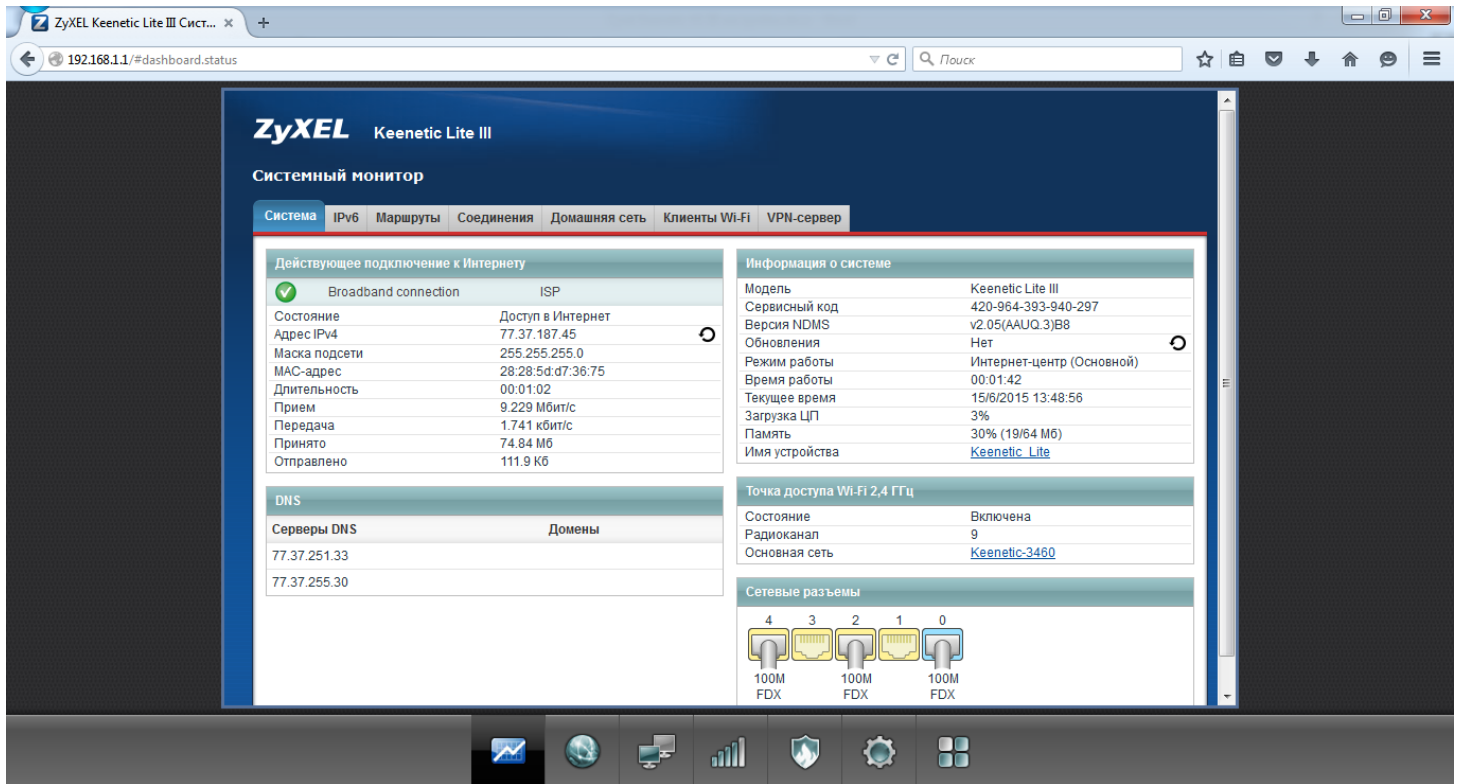 ZyXEL Keenetic Lite III Сист...
192.168.1.1/#dashboard.status
Поиск
ZyXEL Keenetic Lite III
Системный монитор
Система IPv6 Маршруты Соединения Домашняя сеть Клиенты Wi-Fi VPN-сервер
Действующее подключение к Интернету
Broadband connection ISP
Состояние Доступ в Интернет
Адрес IPv4 77.37.187.45
Маска подсети 255.255.255.0
MAC-адрес 28:28:5d:d7:36:75
Длительность 00:01:02
Прием 9.229 Мбит/с
Передача 1.741 кбит/с
Принято 74.84 Мб
Отправлено 111.9 Кб
DNS
Серверы DNS Домены
77.37.251.33
77.37.255.30
Информация о системе
Модель Keenetic Lite III
Сервисный код 420-964-393-940-297
Версия NDMS v2.05(AAUQ.3)B8
Обновления Нет
Режим работы Интернет-центр (Основной)
Время работы 00:01:42
Текущее время 15/6/2015 13:48:56
Загрузка ЦП 3%
Память 30% (19/64 Мб)
Имя устройства Keenetic_Lite
Точка доступа Wi-Fi 2,4 ГГц
Состояние Включена
Радиоканал 9
Основная сеть Keenetic-3460
Сетевые разъемы
4 3 2 1 0
100M 100M 100M
FDX FDX FDX